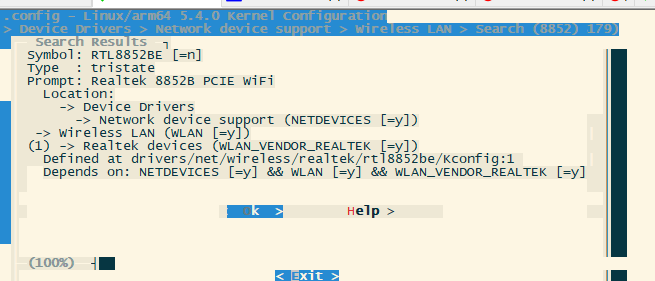 .config - Linux/arm64 5.4.0 Kernel Configuration
> Device Drivers > Network device support > Wireless LAN > Search (8852) 179)
Search Results
Symbol: RTL8852BE [=n]
Type  : tristate
Prompt: Realtek 8852B PCIE WiFi
Location:
-> Device Drivers
-> Network device support (NETDEVICES [=y])
-> Wireless LAN (WLAN [=y])
(1) -> Realtek devices (WLAN_VENDOR_REALTEK [=y])
Defined at drivers/net/wireless/realtek/rtl8852be/Kconfig:1
Depends on: NETDEVICES [=y] && WLAN [=y] && WLAN_VENDOR_REALTEK [=y]
k > Help >
(100%)
< Exit >